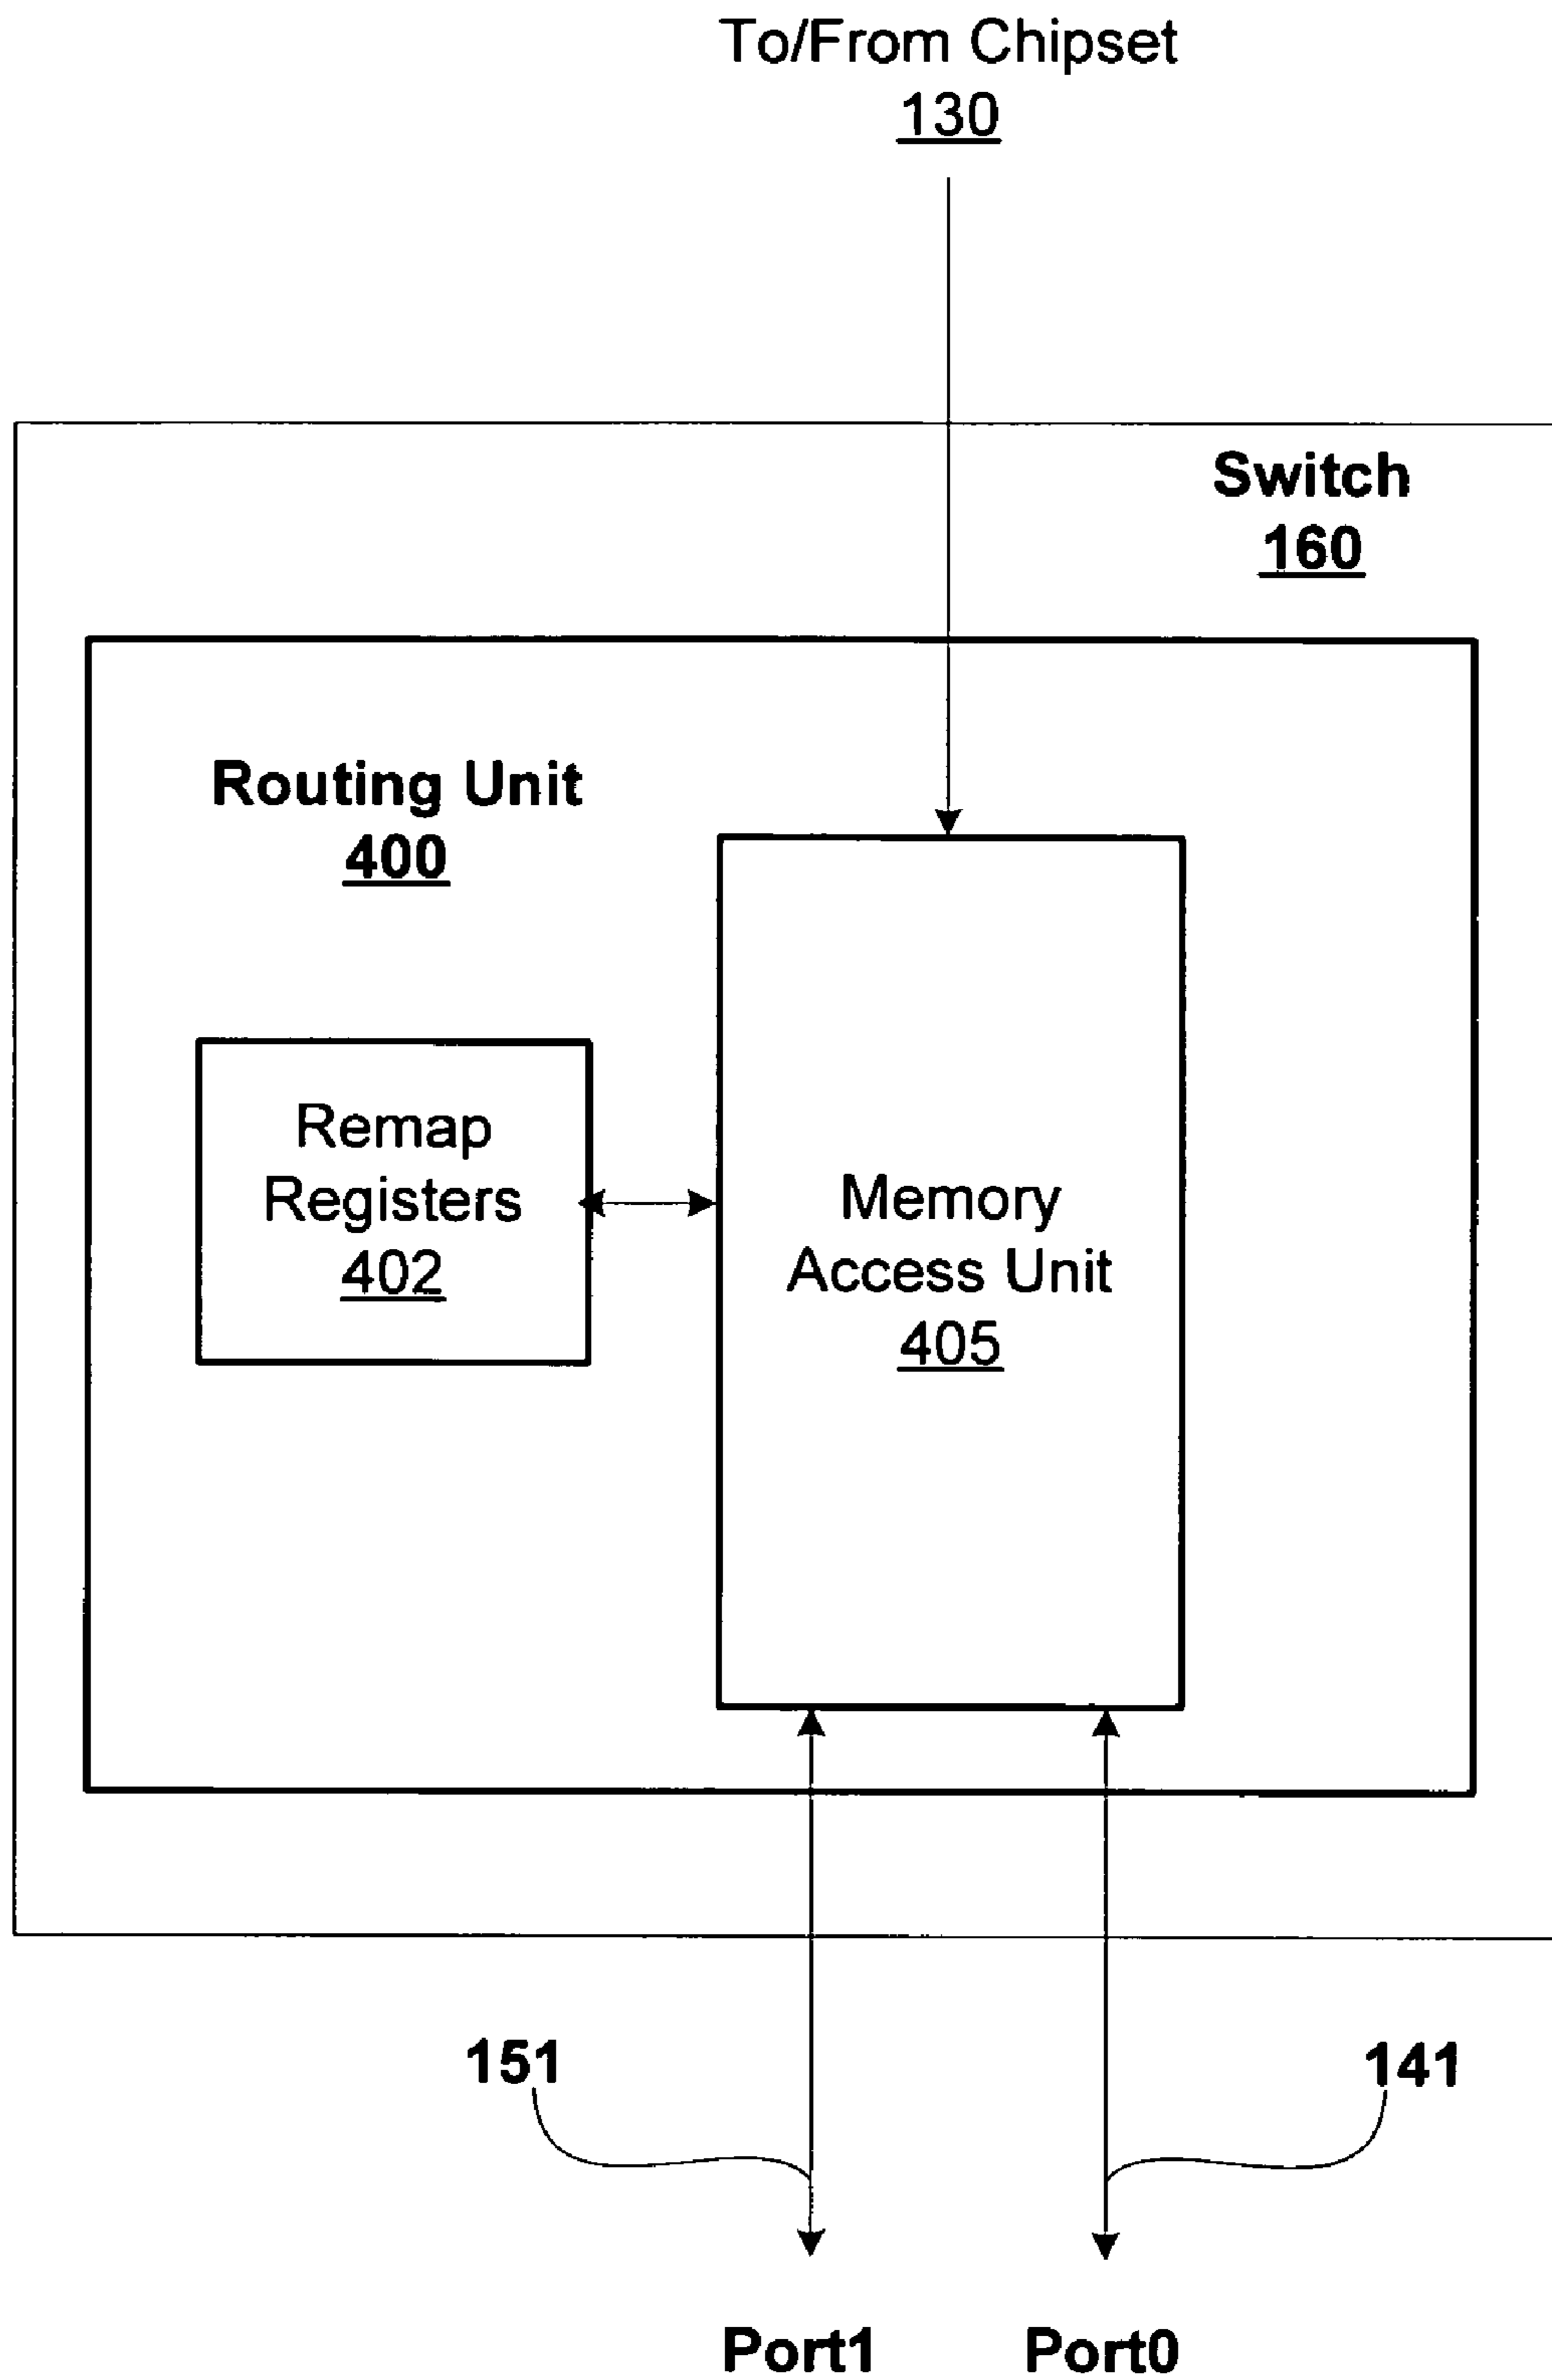 To/From Chipset
130
Switch
160
Routing Unit
400
Remap
Registers
402
Memory
Access Unit
405
151
141
Port1
Port0